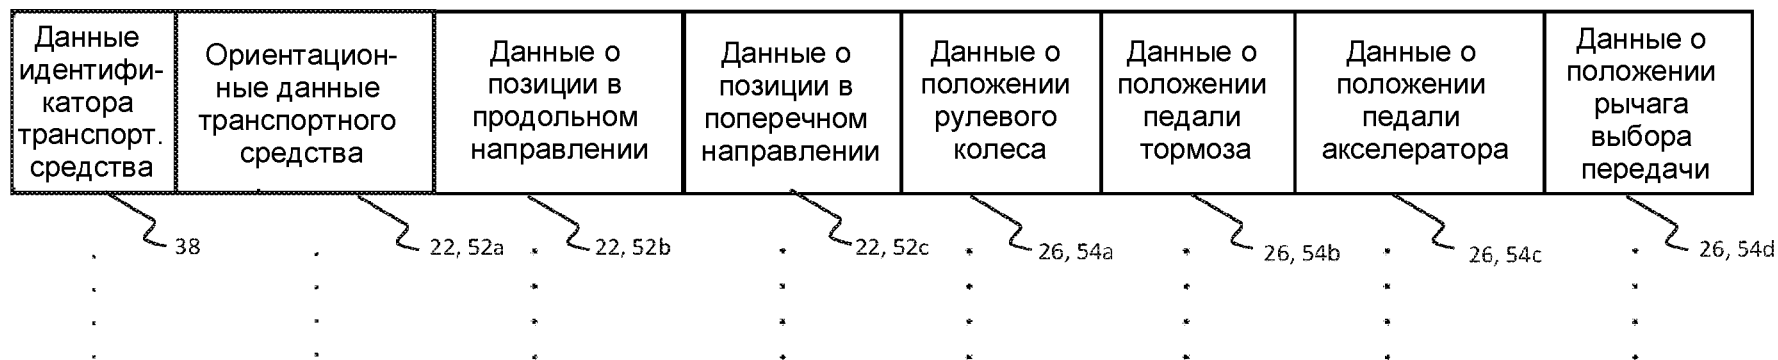 Данные
идентифи-
катора
транспорт.
средства
Ориентацион-
ные данные
транспортного
средства
Данные о
позиции в
продольном
направлении
Данные о
позиции в
поперечном
направлении
Данные о
положении
рулевого
колеса
Данные о
положении
педали
тормоза
Данные о
положении
педали
акселератора
Данные о
положении
рычага
выбора
передачи
38
22, 52a
22, 52b
22, 52c
26, 54a
26, 54b
26, 54c
26, 54d